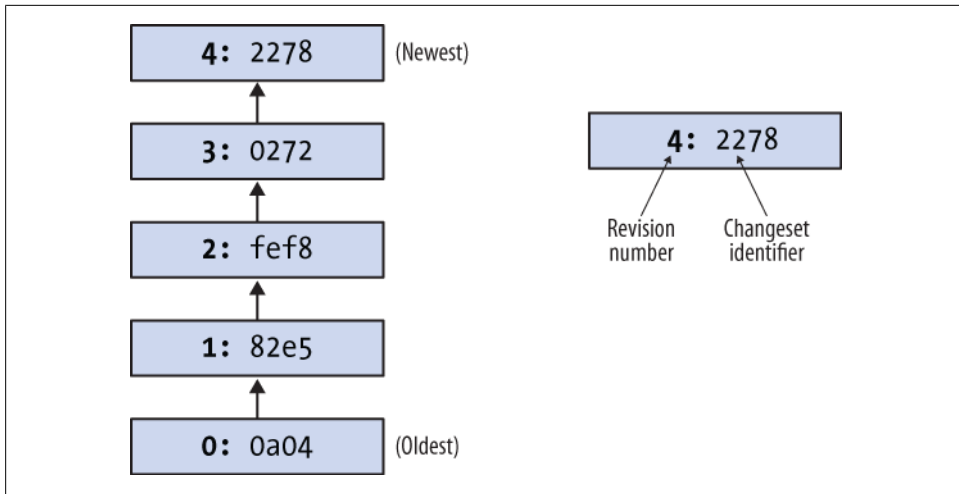 4: 2278 (Newest)
3: 0272
2: fef8
1: 82e5
0: 0a04 (Oldest)
4: 2278
Revision
number
Changeset
identifier